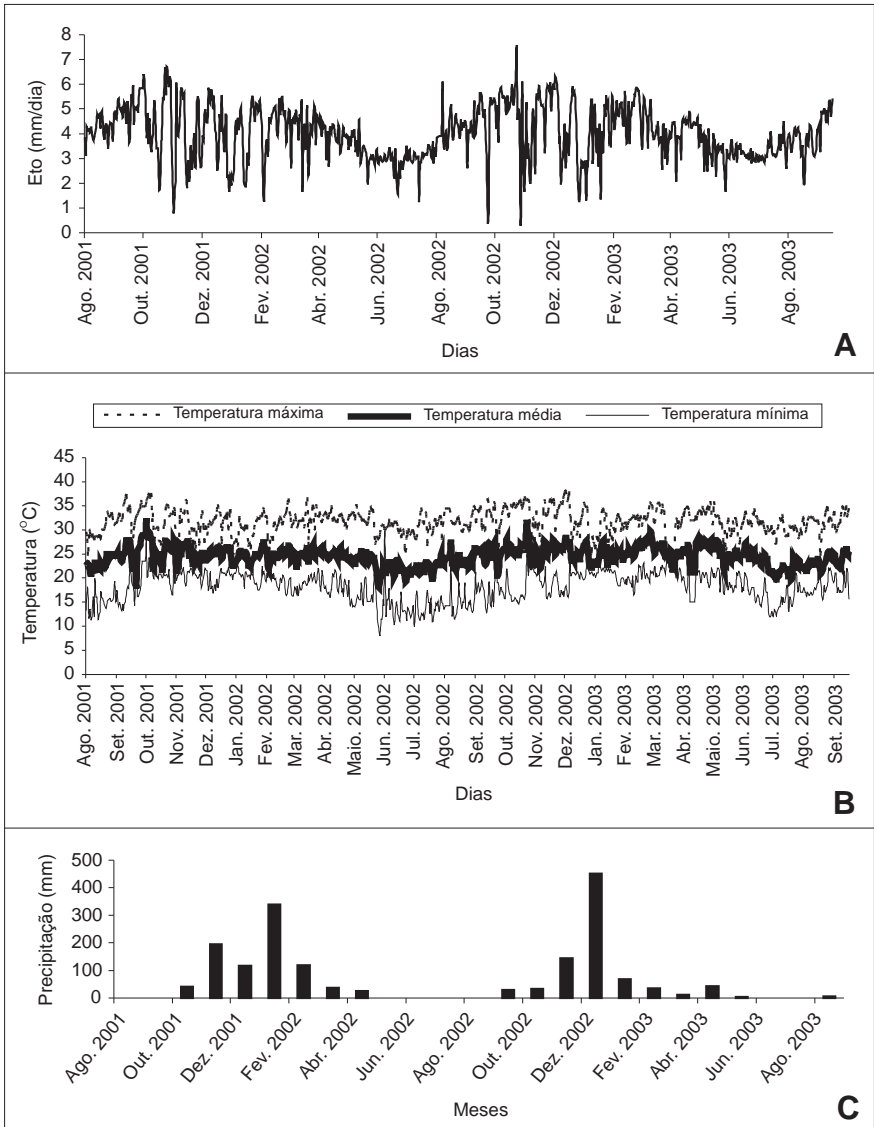 Eto (mm/dia)
8
7
6
5
4
3
2
1
0
Ago. 2001
Out. 2001
Dez. 2001
Fev. 2002
Abr. 2002
Jun. 2002
Ago. 2002
Out. 2002
Dez. 2002
Fev. 2003
Abr. 2003
Jun. 2003
Ago. 2003
Dias
A
Temperatura máxima
Temperatura média
Temperatura mínima
Temperatura (°C)
45
40
35
30
25
20
15
10
0
Ago. 2001
Set. 2001
Out. 2001
Nov. 2001
Dez. 2001
Jan. 2002
Fev. 2002
Mar. 2002
Abr. 2002
Maio. 2002
Jun. 2002
Jul. 2002
Ago. 2002
Set. 2002
Out. 2002
Nov. 2002
Dez. 2002
Jan. 2003
Fev. 2003
Mar. 2003
Abr. 2003
Maio. 2003
Jun. 2003
Jul. 2003
Ago. 2003
Set. 2003
Dias
B
Precipitação (mm)
500
400
300
200
100
0
Ago. 2001
Out. 2001
Dez. 2001
Fev. 2002
Abr. 2002
Jun. 2002
Ago. 2002
Out. 2002
Dez. 2002
Fev. 2003
Abr. 2003
Jun. 2003
Ago. 2003
Meses
C